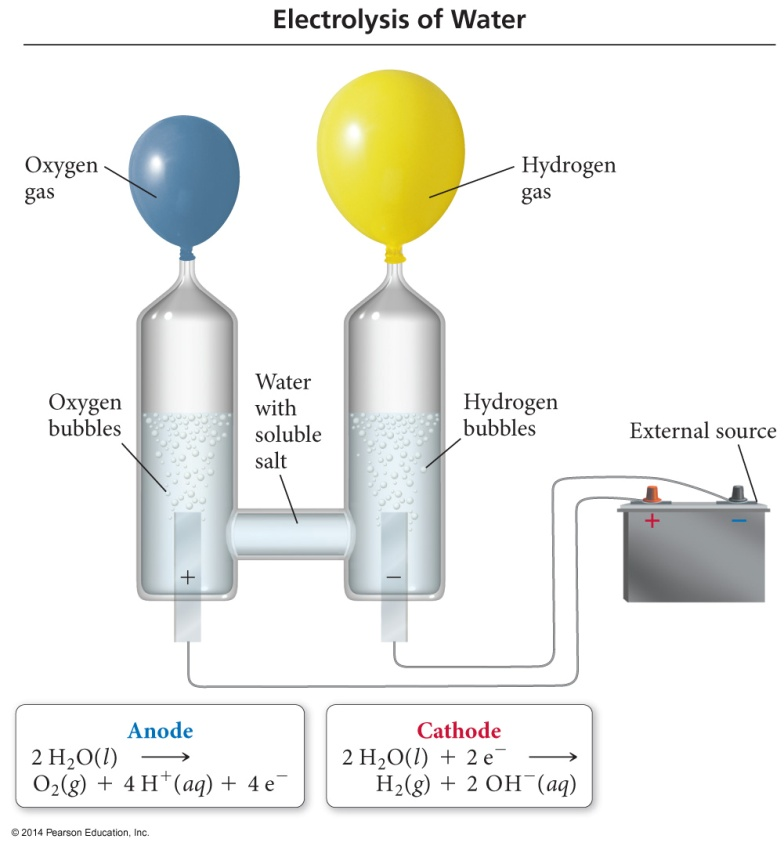 Electrolysis of Water
Oxygen
gas
Hydrogen
gas
Oxygen
bubbles
Water
with
soluble
salt
Hydrogen
bubbles
External source
+
−
+
−
Anode
2 H₂O(l) ⟶
O₂(g) + 4 H⁺(aq) + 4 e⁻
Cathode
2 H₂O(l) + 2 e⁻ ⟶
H₂(g) + 2 OH⁻(aq)
© 2014 Pearson Education, Inc.